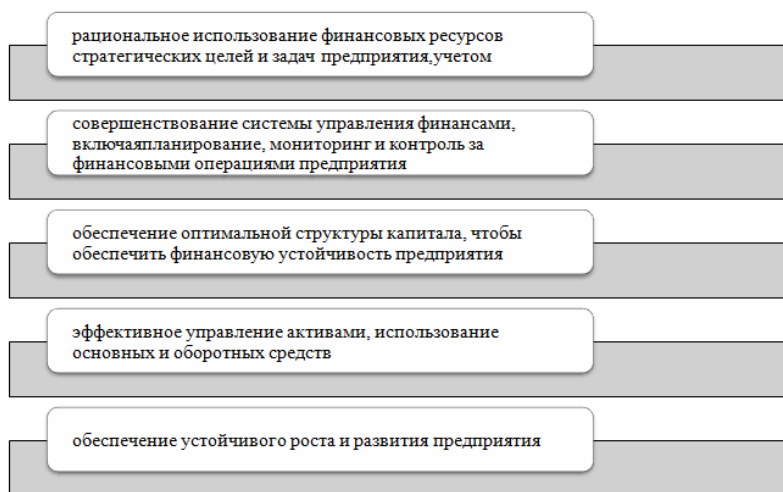 рациональное использование финансовых ресурсов
стратегических целей и задач предприятия,учетом
совершенствование системы управления финансами,
включаяпланирование, мониторинг и контроль за
финансовыми операциями предприятия
обеспечение оптимальной структуры капитала, чтобы
обеспечить финансовую устойчивость предприятия
эффективное управление активами, использование
основных и оборотных средств
обеспечение устойчивого роста и развития предприятия